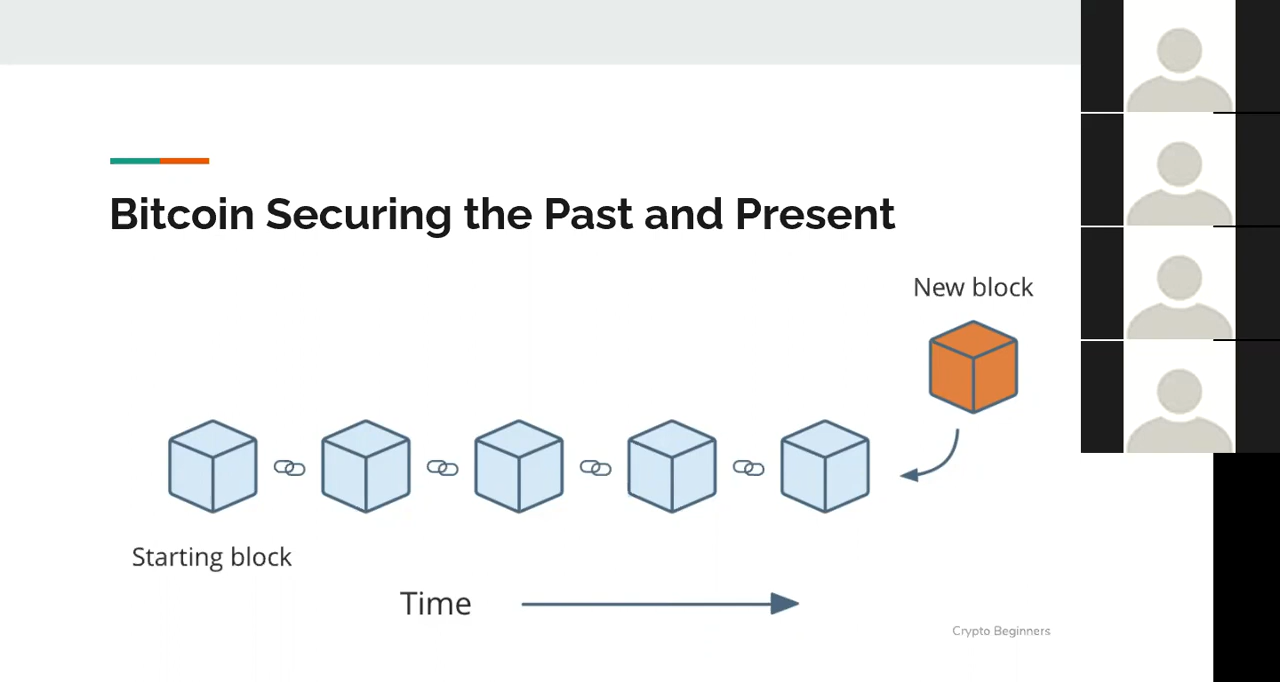 Bitcoin Securing the Past and Present
New block
Starting block
Time
Crypto Beginners